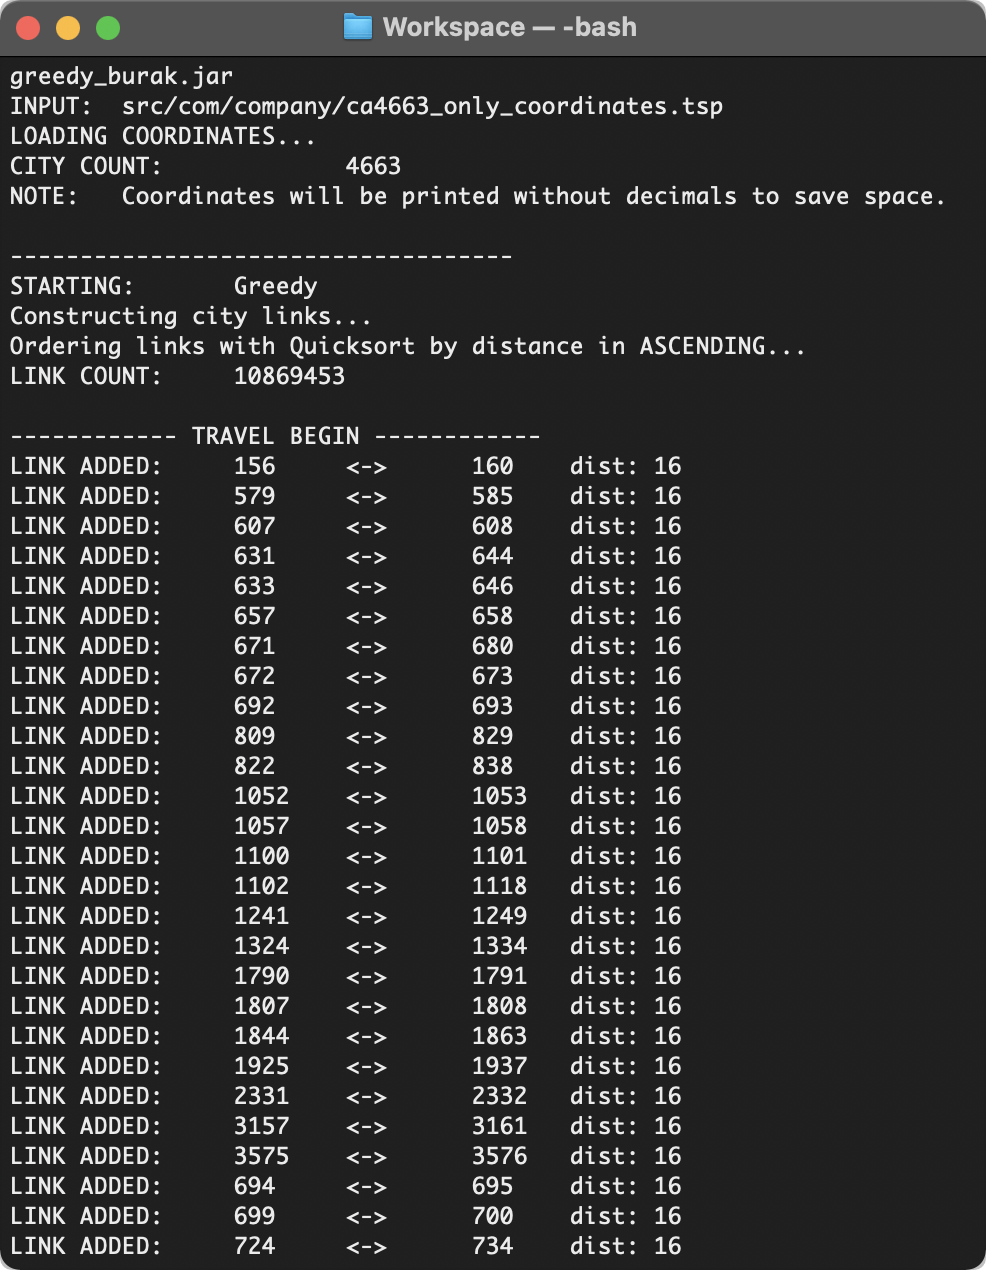 Workspace — -bash
greedy_burak.jar
INPUT:  src/com/company/ca4663_only_coordinates.tsp
LOADING COORDINATES...
CITY COUNT:             4663
NOTE:   Coordinates will be printed without decimals to save space.
------------------------------------
STARTING:       Greedy
Constructing city links...
Ordering links with Quicksort by distance in ASCENDING...
LINK COUNT:     10869453
------------ TRAVEL BEGIN ------------
LINK ADDED:     156     <->      160    dist: 16
LINK ADDED:     579     <->      585    dist: 16
LINK ADDED:     607     <->      608    dist: 16
LINK ADDED:     631     <->      644    dist: 16
LINK ADDED:     633     <->      646    dist: 16
LINK ADDED:     657     <->      658    dist: 16
LINK ADDED:     671     <->      680    dist: 16
LINK ADDED:     672     <->      673    dist: 16
LINK ADDED:     692     <->      693    dist: 16
LINK ADDED:     809     <->      829    dist: 16
LINK ADDED:     822     <->      838    dist: 16
LINK ADDED:     1052    <->      1053   dist: 16
LINK ADDED:     1057    <->      1058   dist: 16
LINK ADDED:     1100    <->      1101   dist: 16
LINK ADDED:     1102    <->      1118   dist: 16
LINK ADDED:     1241    <->      1249   dist: 16
LINK ADDED:     1324    <->      1334   dist: 16
LINK ADDED:     1790    <->      1791   dist: 16
LINK ADDED:     1807    <->      1808   dist: 16
LINK ADDED:     1844    <->      1863   dist: 16
LINK ADDED:     1925    <->      1937   dist: 16
LINK ADDED:     2331    <->      2332   dist: 16
LINK ADDED:     3157    <->      3161   dist: 16
LINK ADDED:     3575    <->      3576   dist: 16
LINK ADDED:     694     <->      695    dist: 16
LINK ADDED:     699     <->      700    dist: 16
LINK ADDED:     724     <->      734    dist: 16